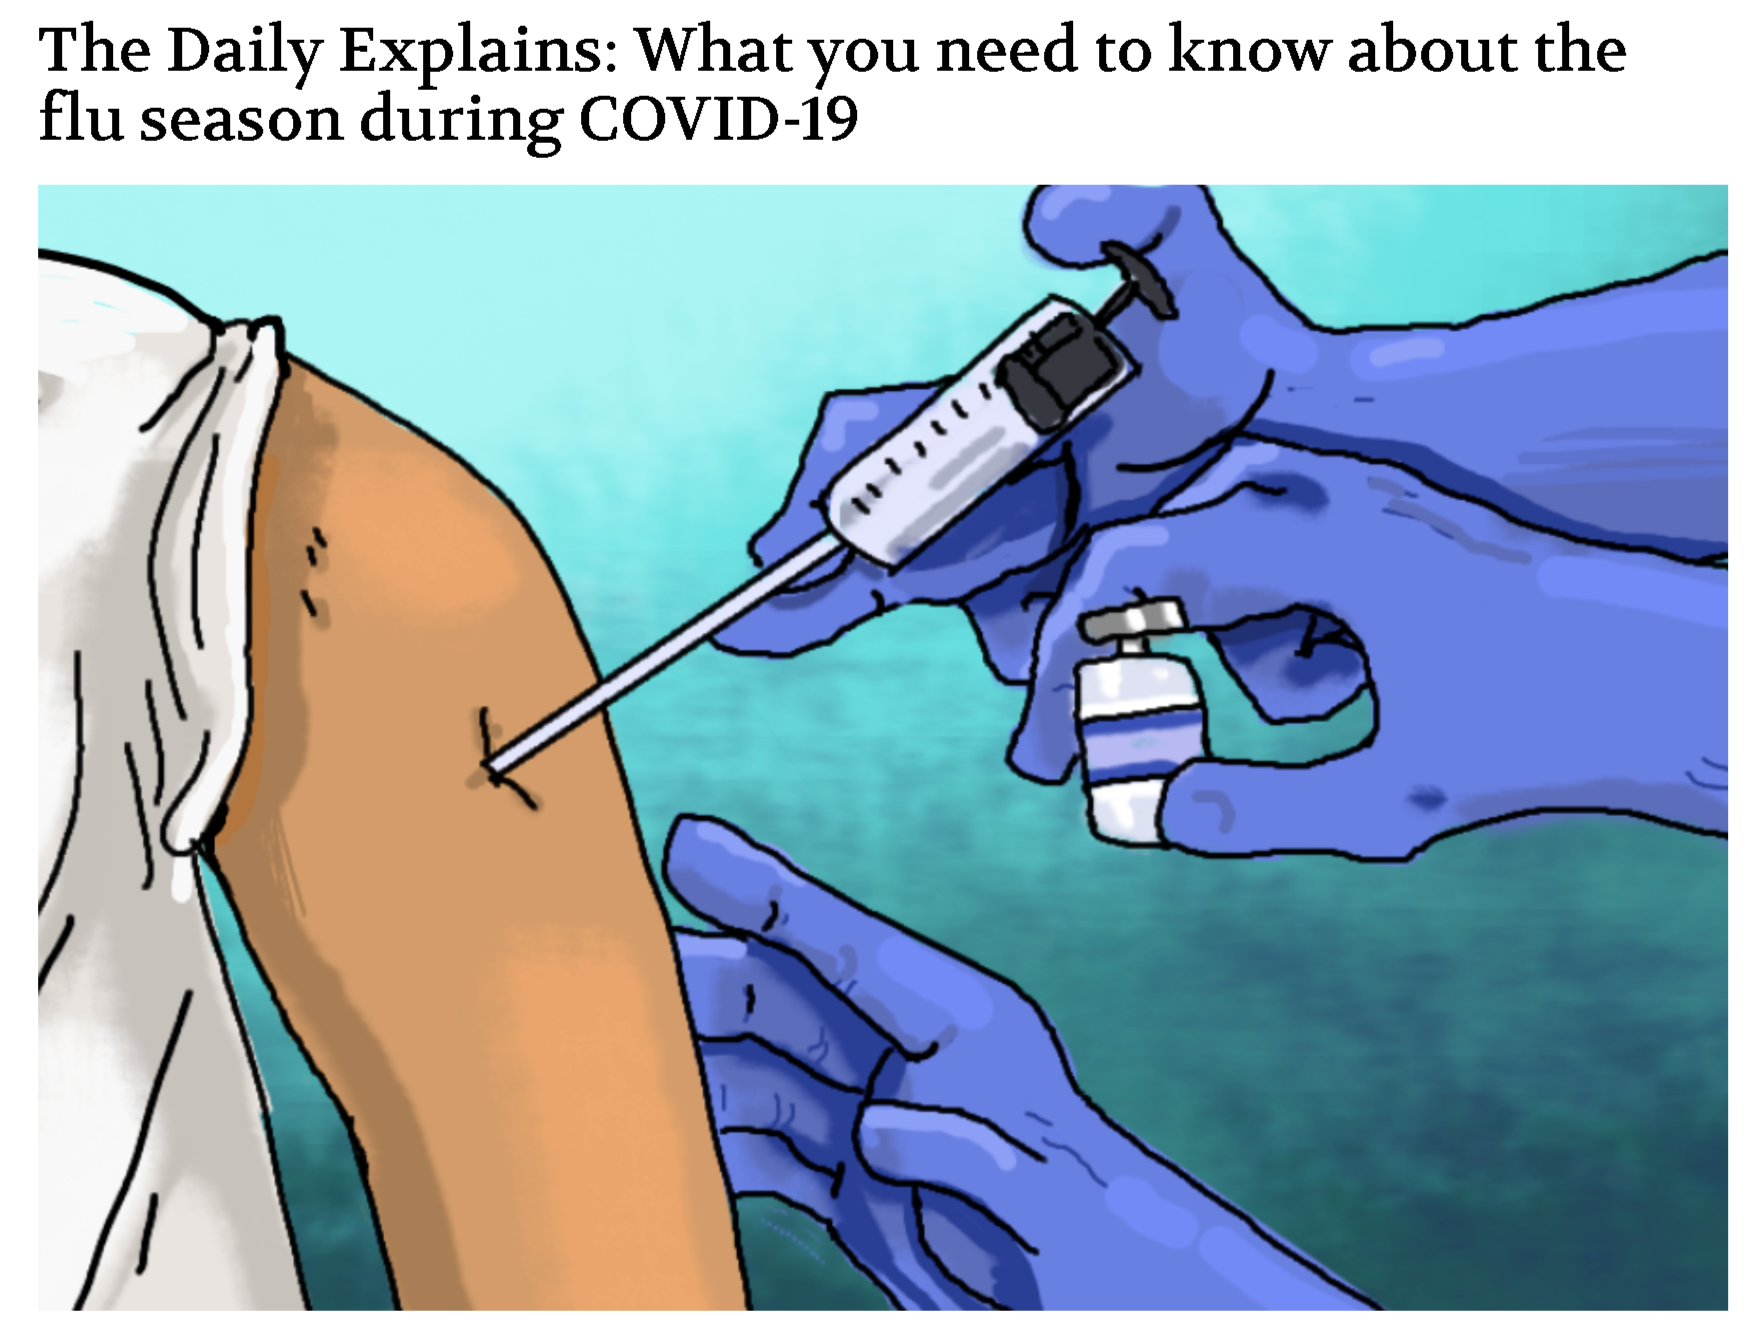 The Daily Explains: What you need to know about the
flu season during COVID-19